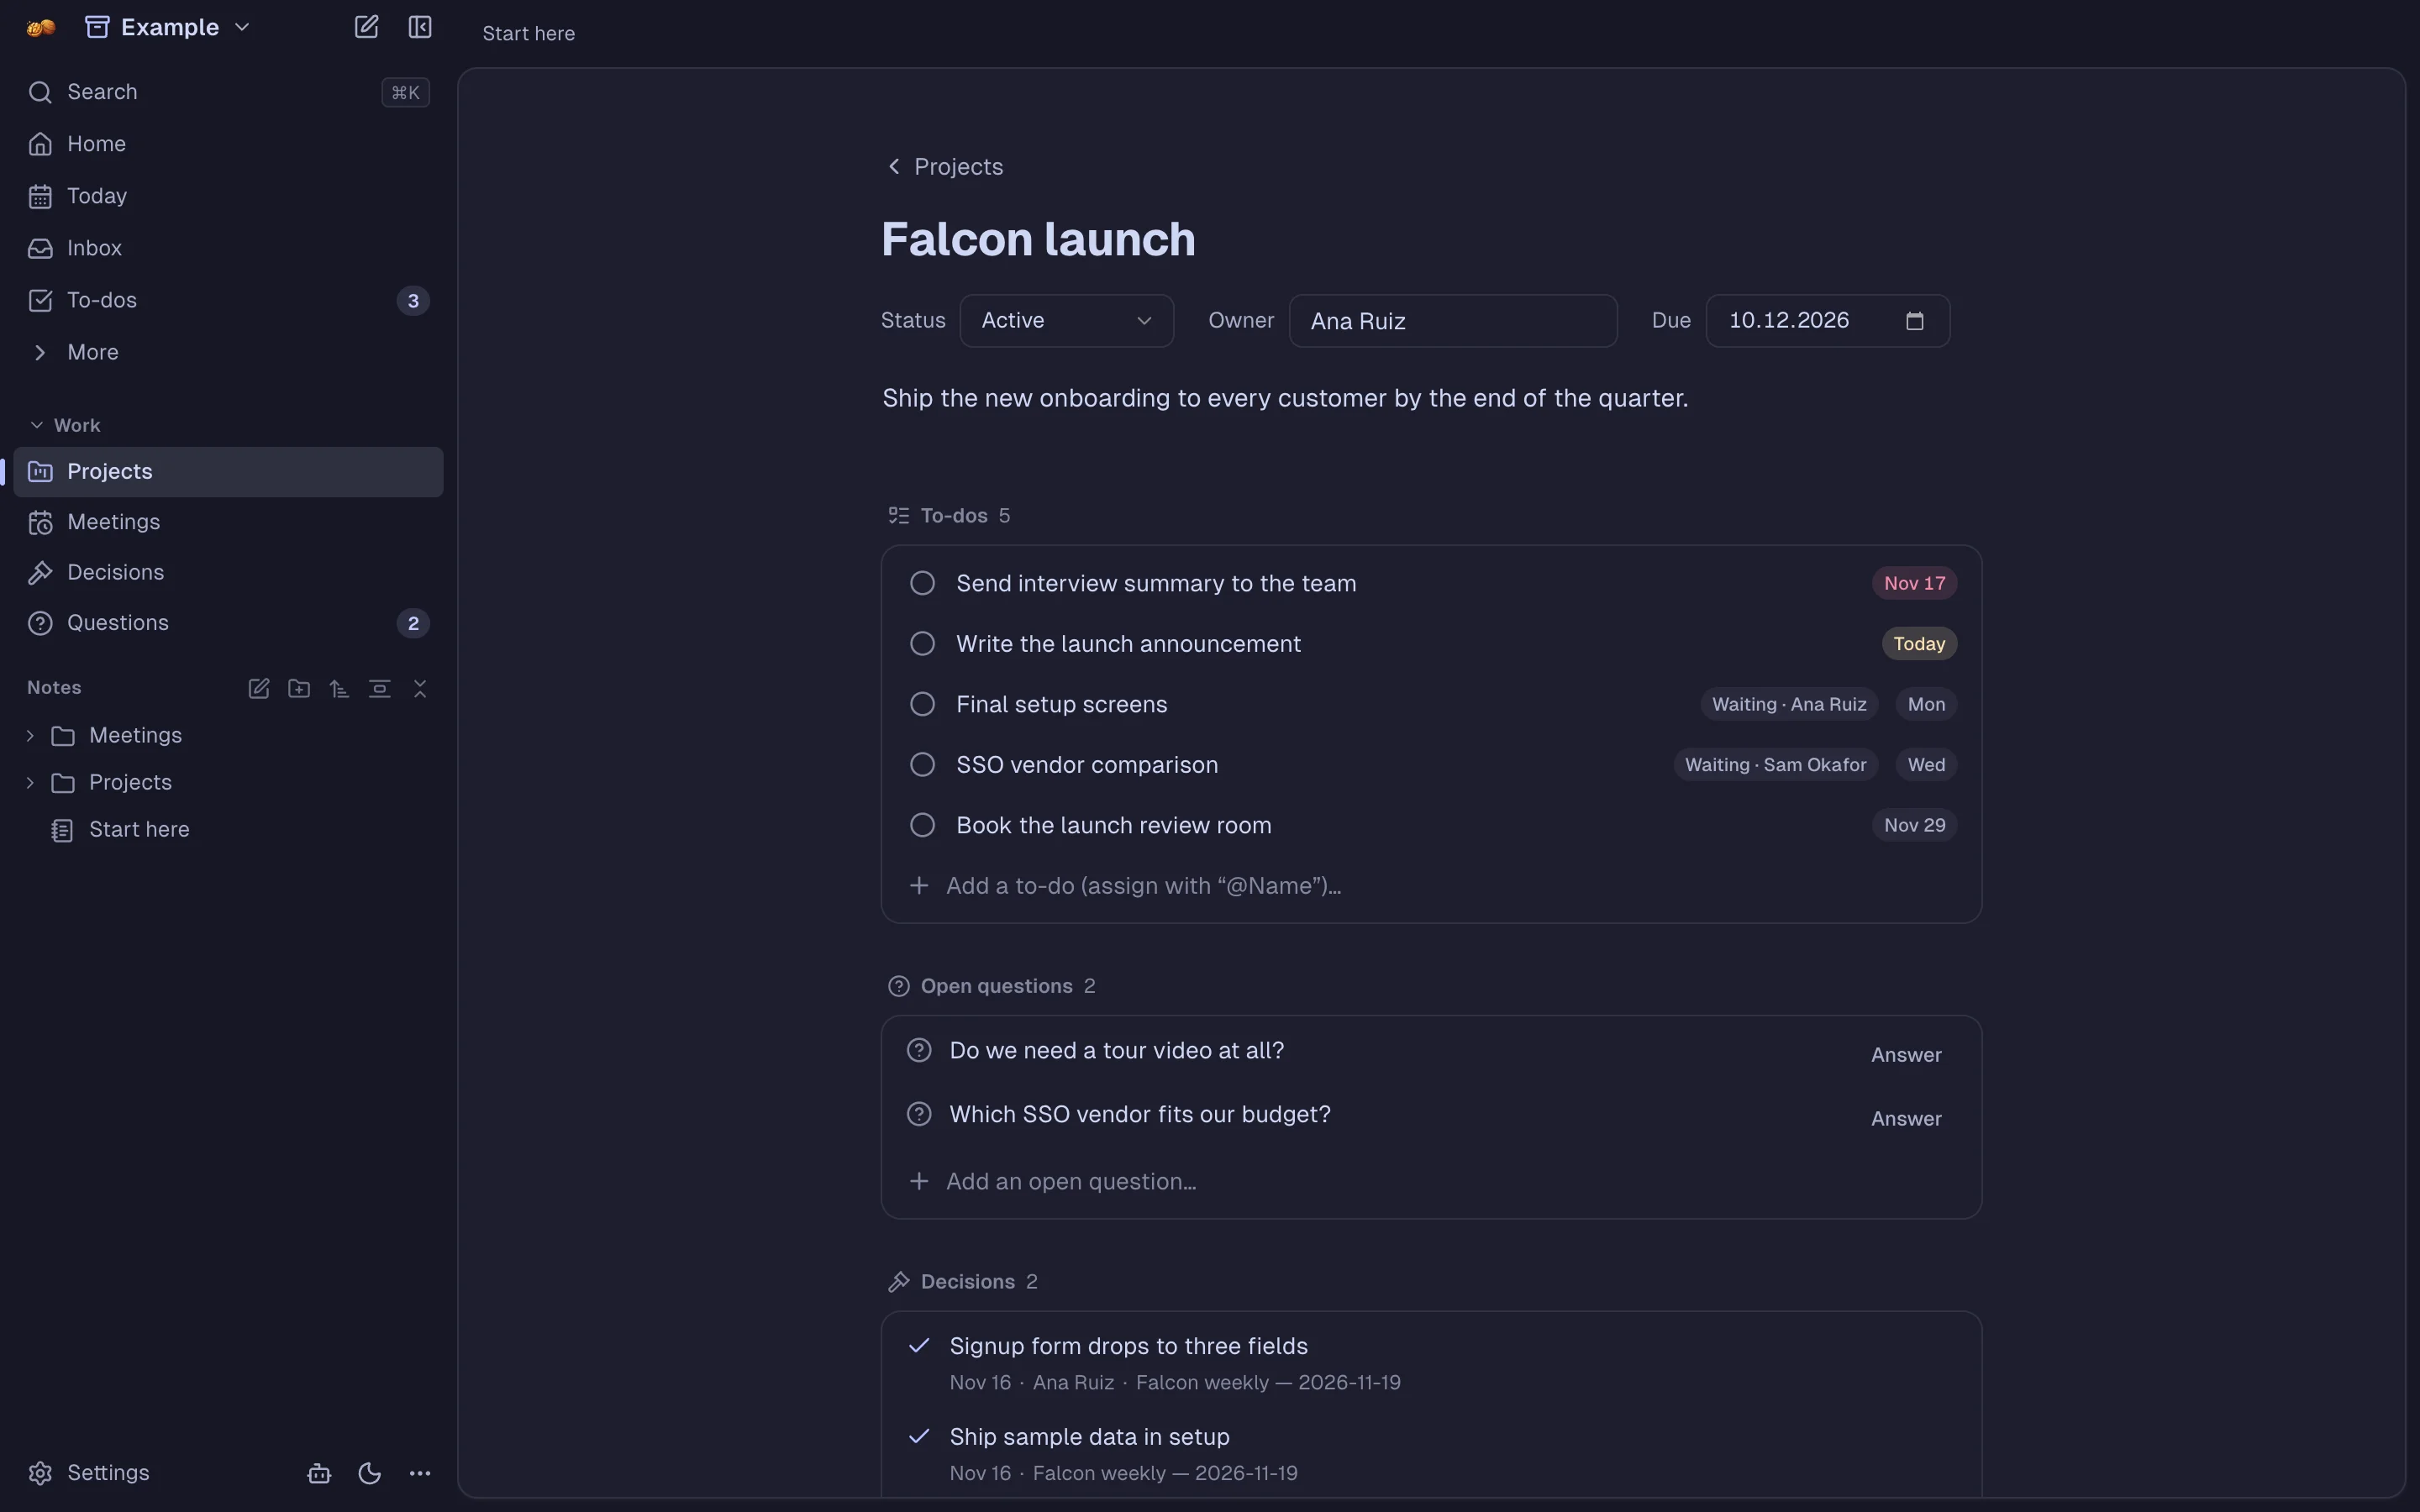 Example
Start here
Search ⌘K
Home
Today
Inbox
To-dos 3
More
Work
Projects
Meetings
Decisions
Questions 2
Notes
Meetings
Projects
Start here
Settings
Projects
Falcon launch
Status Active Owner Ana Ruiz Due 10.12.2026
Ship the new onboarding to every customer by the end of the quarter.
To-dos 5
Send interview summary to the team Nov 17
Write the launch announcement Today
Final setup screens Waiting · Ana Ruiz Mon
SSO vendor comparison Waiting · Sam Okafor Wed
Book the launch review room Nov 29
Add a to-do (assign with “@Name”)…
Open questions 2
Do we need a tour video at all? Answer
Which SSO vendor fits our budget? Answer
Add an open question…
Decisions 2
Signup form drops to three fields
Nov 16 · Ana Ruiz · Falcon weekly — 2026-11-19
Ship sample data in setup
Nov 16 · Falcon weekly — 2026-11-19